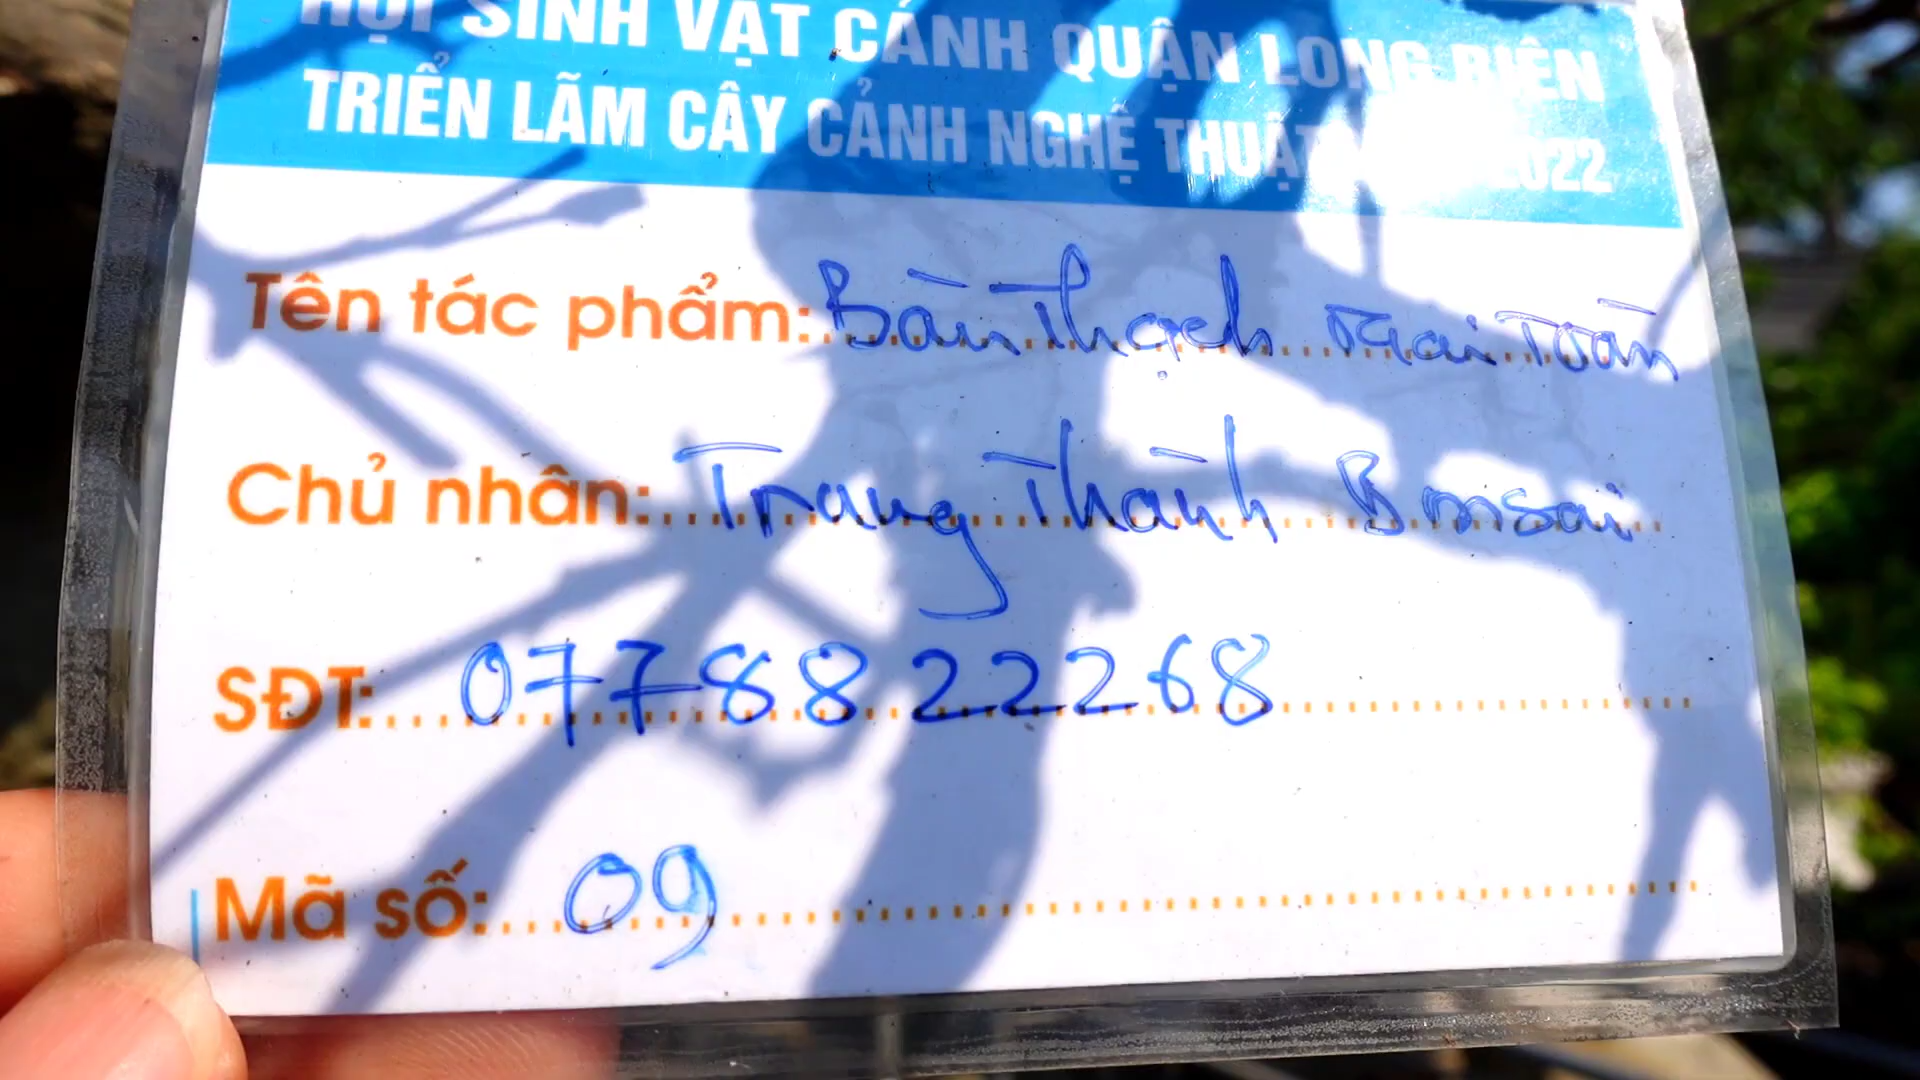 HỘI SINH VẬT CẢNH QUẬN LONG BIÊN
TRIỂN LÃM CÂY CẢNH NGHỆ THUẬT 2022
Tên tác phẩm: Bàn Thạch Toàn
Chủ nhân: Trang Thành Bonsai
SĐT: 0778822268
Mã số: 09